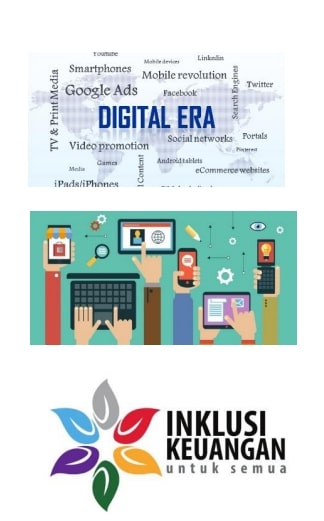 Youtube
Mobile devices
Linkedin
Smartphones
Mobile revolution
Search Engines
TV & Print Media
Google Ads
Facebook
Twitter
DIGITAL ERA
Social networks
Portals
Video promotion
Pinterest
Games
Android tablets
Media
Content
eCommerce websites
iPads/iPhones
INKLUSI
KEUANGAN
untuk semua